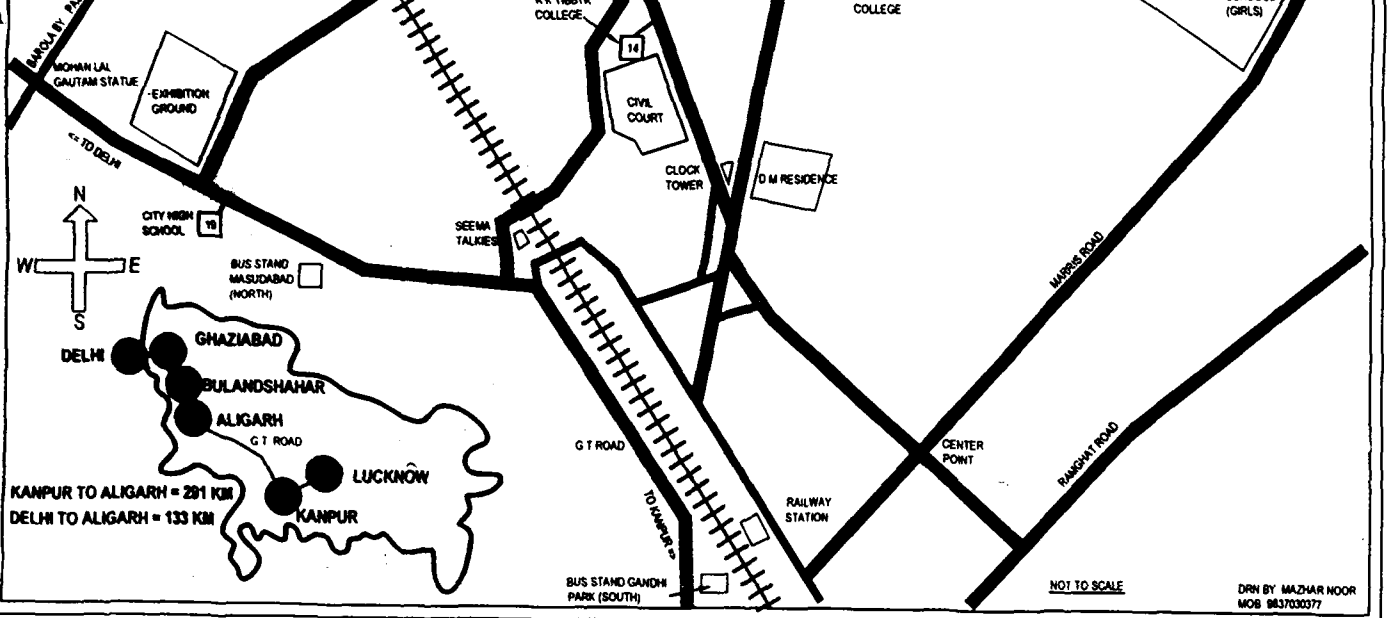 COLLEGE
COLLEGE
(GIRLS)
14
BAROLA BY
MOHAN LAL
GAUTAM STATUE
EXHIBITION
GROUND
CIVIL
COURT
<= TO DELHI
CLOCK
TOWER
D M RESIDENCE
N
W E
S
CITY HIGH
SCHOOL
19
SEEMA
TALKIES
BUS STAND
MASUDABAD
(NORTH)
MARRIS ROAD
DELHI
GHAZIABAD
BULANDSHAHAR
ALIGARH
G T ROAD
LUCKNOW
KANPUR
KANPUR TO ALIGARH = 291 KM
DELHI TO ALIGARH = 133 KM
G T ROAD
TO KANPUR =>
CENTER
POINT
RAMGHAT ROAD
RAILWAY
STATION
BUS STAND GANDHI
PARK (SOUTH)
NOT TO SCALE
DRN BY MAZHAR NOOR
MOB 9837030377